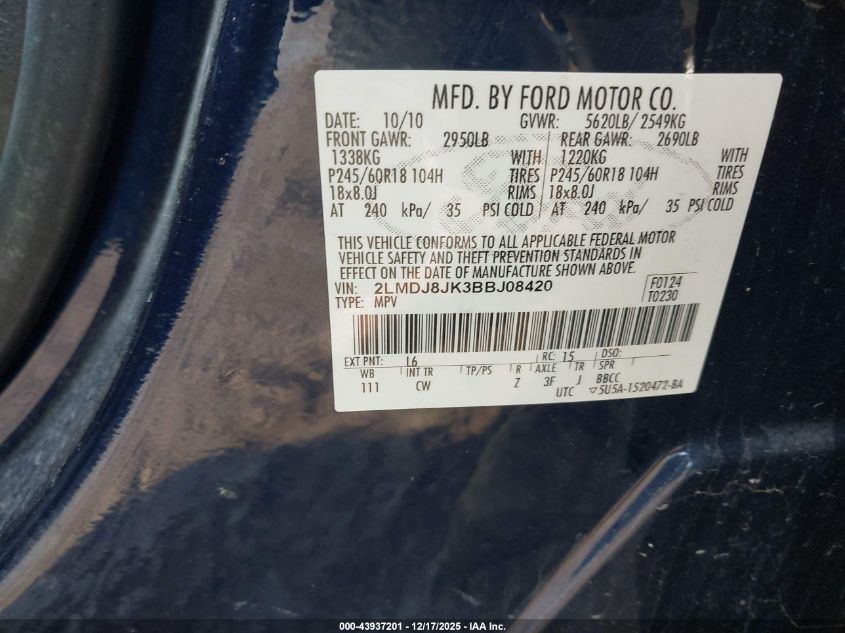 MFD. BY FORD MOTOR CO.
DATE: 10/10 GVWR: 5620LB/ 2549KG
FRONT GAWR: 2950LB REAR GAWR: 2690LB
1338KG WITH 1220KG WITH
P245/60R18 104H TIRES P245/60R18 104H TIRES
18x8.0J RIMS 18x8.0J RIMS
AT 240 kPa/ 35 PSI COLD AT 240 kPa/ 35 PSI COLD
THIS VEHICLE CONFORMS TO ALL APPLICABLE FEDERAL MOTOR
VEHICLE SAFETY AND THEFT PREVENTION STANDARDS IN
EFFECT ON THE DATE OF MANUFACTURE SHOWN ABOVE.
VIN: 2LMDJ8JK3BBJ08420 F0124
TYPE: MPV T0230
EXT PNT: L6 RC: 15 DSO:
WB INT TR TP/PS R AXLE TR SPR
111 CW Z 3F J BBCC
UTC ▽5U5A-1520472-BA
000-43937201 - 12/17/2025 - IAA Inc.